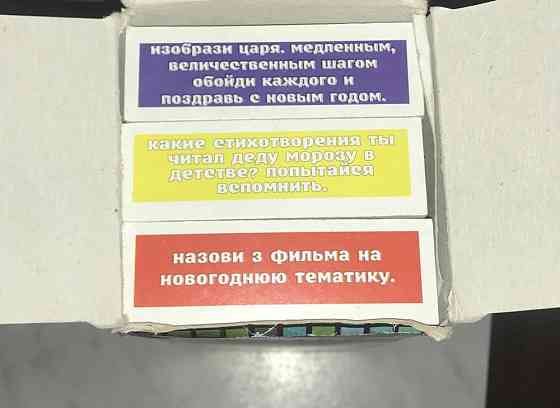 изобрази царя. медленным,
величественным шагом
обойди каждого и
поздравь с новым годом.
какие стихотворения ты
читал деду морозу в
детстве? попытайся
вспомнить.
назови 3 фильма на
новогоднюю тематику.